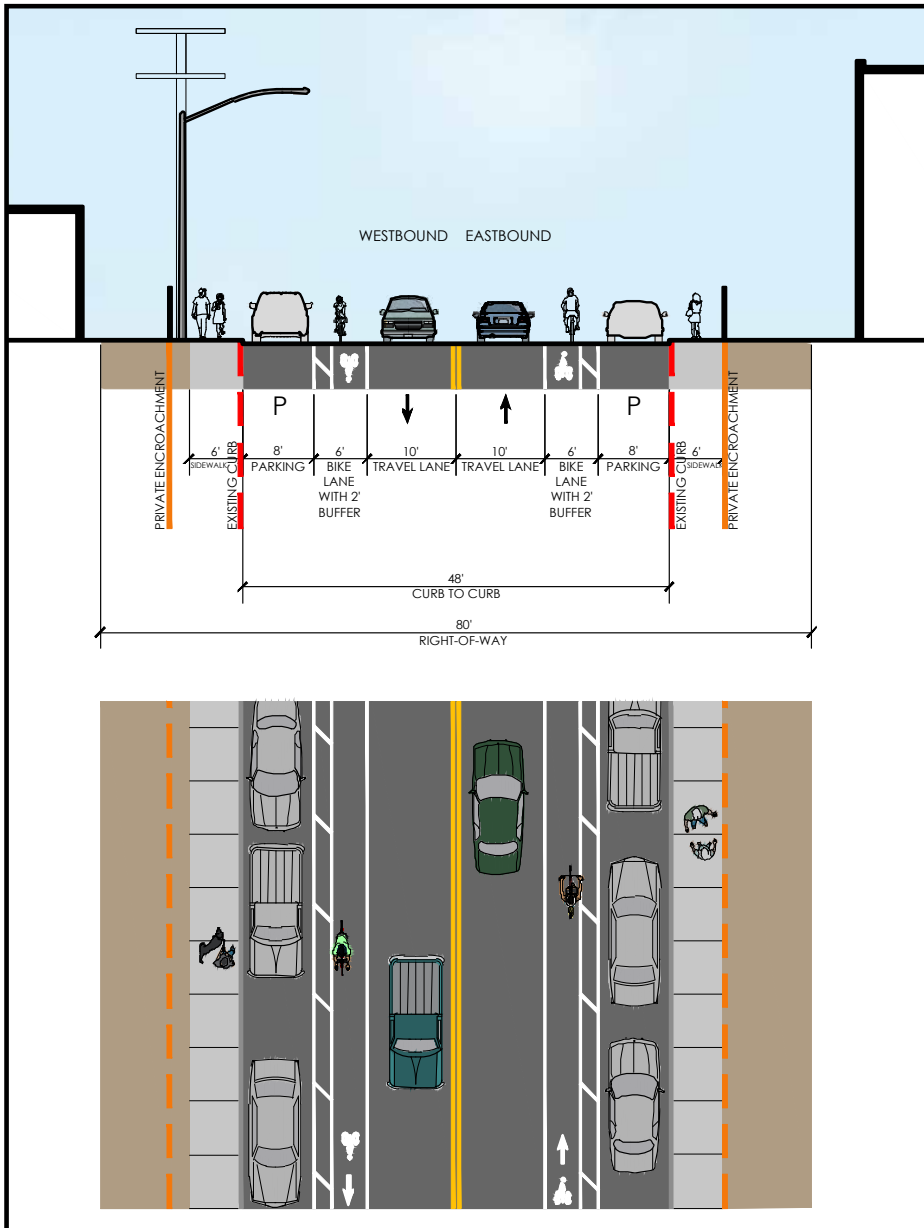 WESTBOUND EASTBOUND
P P
6' 8' 6' 10' 10' 6' 8' 6'
SIDEWALK PARKING BIKE TRAVEL LANE TRAVEL LANE BIKE PARKING SIDEWALK
LANE LANE
WITH 2' WITH 2'
BUFFER BUFFER
PRIVATE ENCROACHMENT
EXISTING CURB
EXISTING CURB
PRIVATE ENCROACHMENT
48'
CURB TO CURB
80'
RIGHT-OF-WAY